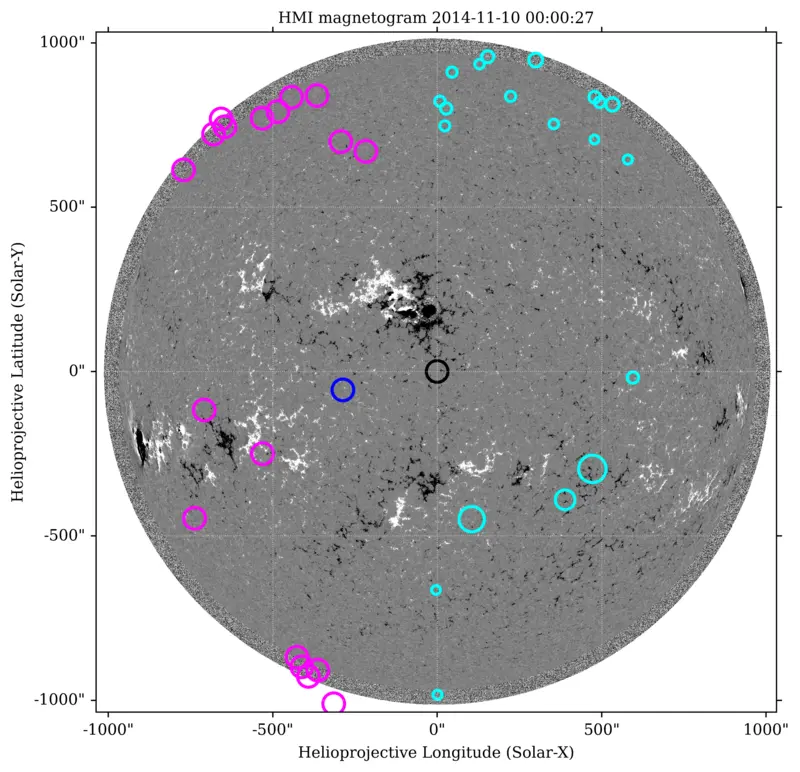 HMI magnetogram 2014-11-10 00:00:27
1000"
500"
0"
-500"
-1000"
Helioprojective Latitude (Solar-Y)
-1000" -500" 0" 500" 1000"
Helioprojective Longitude (Solar-X)